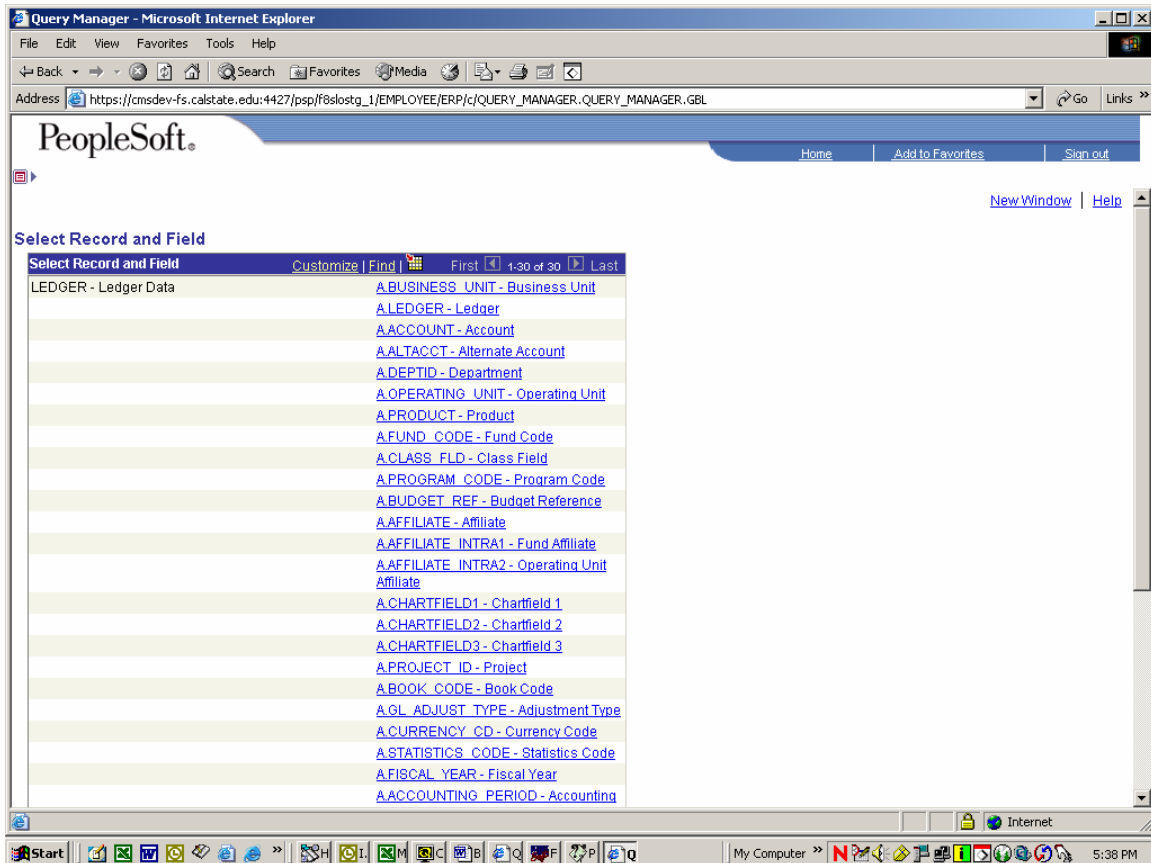 Query Manager - Microsoft Internet Explorer
File Edit View Favorites Tools Help
Back Search Favorites Media
Address https://cmsdev-fs.calstate.edu:4427/psp/f8slostg_1/EMPLOYEE/ERP/c/QUERY_MANAGER.QUERY_MANAGER.GBL Go Links »
PeopleSoft.
Home Add to Favorites Sign out
New Window | Help
Select Record and Field
Select Record and Field Customize | Find | First 1-30 of 30 Last
LEDGER - Ledger Data A.BUSINESS_UNIT - Business Unit
A.LEDGER - Ledger
A.ACCOUNT - Account
A.ALTACCT - Alternate Account
A.DEPTID - Department
A.OPERATING_UNIT - Operating Unit
A.PRODUCT - Product
A.FUND_CODE - Fund Code
A.CLASS_FLD - Class Field
A.PROGRAM_CODE - Program Code
A.BUDGET_REF - Budget Reference
A.AFFILIATE - Affiliate
A.AFFILIATE_INTRA1 - Fund Affiliate
A.AFFILIATE_INTRA2 - Operating Unit
Affiliate
A.CHARTFIELD1 - Chartfield 1
A.CHARTFIELD2 - Chartfield 2
A.CHARTFIELD3 - Chartfield 3
A.PROJECT_ID - Project
A.BOOK_CODE - Book Code
A.GL_ADJUST_TYPE - Adjustment Type
A.CURRENCY_CD - Currency Code
A.STATISTICS_CODE - Statistics Code
A.FISCAL_YEAR - Fiscal Year
A.ACCOUNTING_PERIOD - Accounting
Internet
Start » H I. M C B Q F P Q My Computer » 5:38 PM